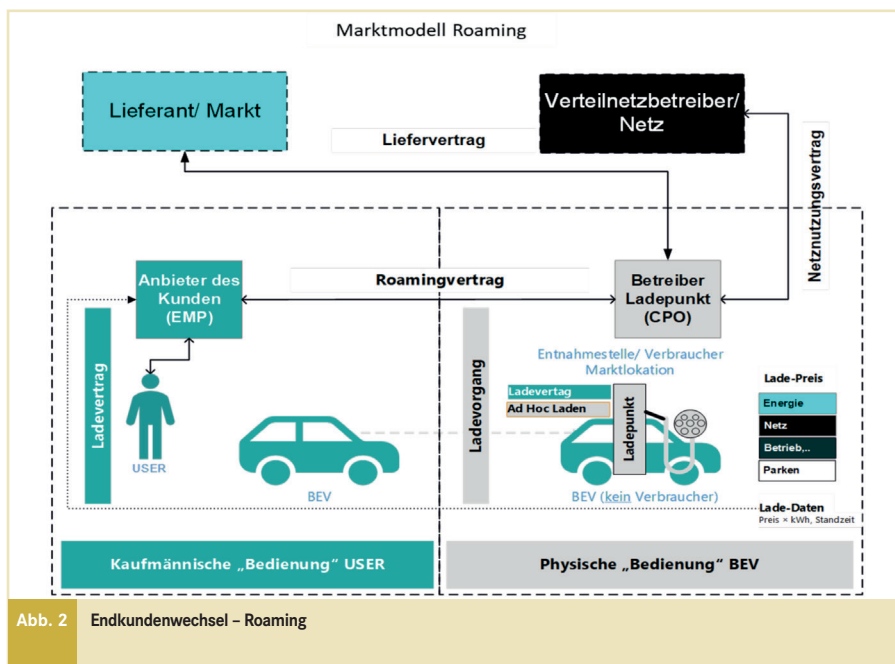 Marktmodell Roaming
Lieferant/ Markt
Verteilnetzbetreiber/
Netz
Liefervertrag
Netznutzungsvertrag
Anbieter des
Kunden
(EMP)
Roamingvertrag
Betreiber
Ladepunkt
(CPO)
Ladevertrag
USER
BEV
Ladevorgang
Entnahmestelle/ Verbraucher
Marktlokation
Ladevertag
Ad Hoc Laden
Ladepunkt
BEV (kein Verbraucher)
Lade-Preis
Energie
Netz
Betrieb,..
Parken
Lade-Daten
Preis × kWh, Standzeit
Kaufmännische „Bedienung" USER
Physische „Bedienung" BEV
Abb. 2 Endkundenwechsel – Roaming